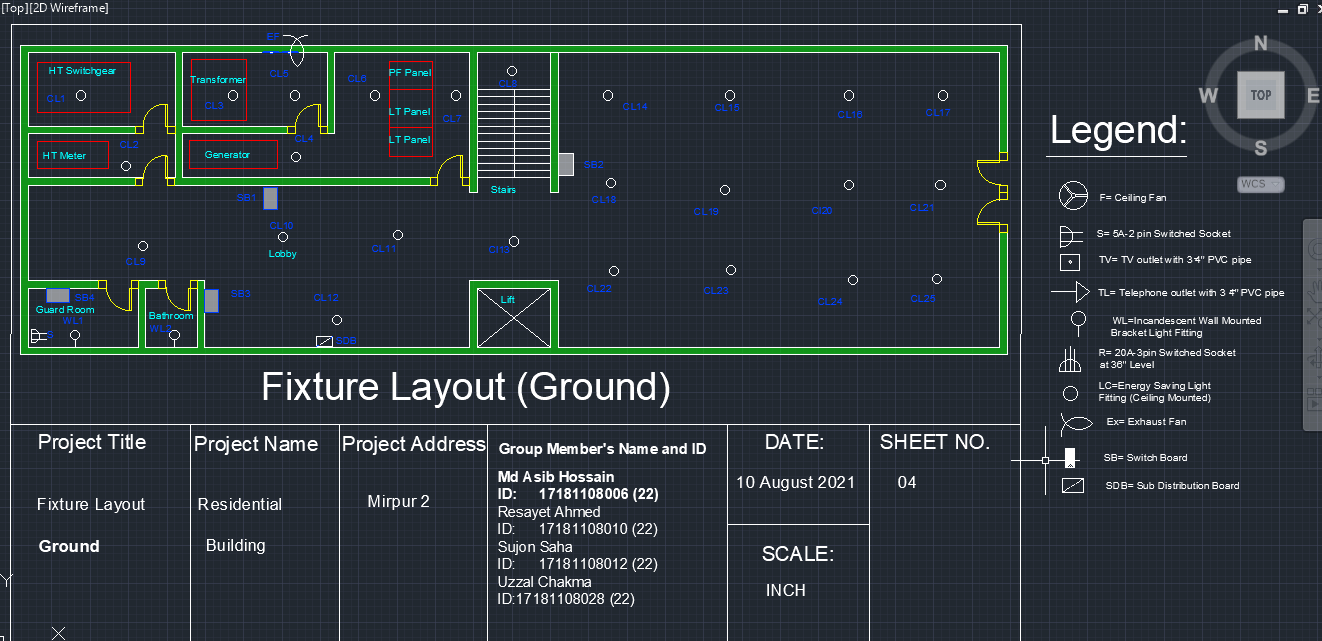 [Top][2D Wireframe]
EF
HT Switchgear
CL1
Transformer
CL3
CL5
CL6
PF Panel
LT Panel
LT Panel
CL7
CL8
CL14
CL15
CL16
CL17
CL2
CL4
HT Meter
Generator
SB2
Stairs
SB1
CL18
CL19
Cl20
CL21
CL10
CL11
Cl13
CL9
Lobby
CL22
CL23
CL24
SB4
SB3
CL12
Lift
Guard Room
WL1
Bathroom
WL2
S
SDB
Fixture Layout (Ground)
N
W
TOP
E
S
WCS
Legend:
F= Ceiling Fan
S= 5A-2 pin Switched Socket
TV= TV outlet with 3 4" PVC pipe
TL= Telephone outlet with 3 4" PVC pipe
WL=Incandescent Wall Mounted
Bracket Light Fitting
R= 20A-3pin Switched Socket
at 36" Level
LC=Energy Saving Light
Fitting (Ceiling Mounted)
Ex= Exhaust Fan
SB= Switch Board
SDB= Sub Distribution Board
Project Title
Fixture Layout
Ground
Project Name
Residential
Building
Project Address
Mirpur 2
Group Member's Name and ID
Md Asib Hossain
ID: 17181108006 (22)
Resayet Ahmed
ID: 17181108010 (22)
Sujon Saha
ID: 17181108012 (22)
Uzzal Chakma
ID:17181108028 (22)
DATE:
10 August 2021
SCALE:
INCH
SHEET NO.
04
Y
X